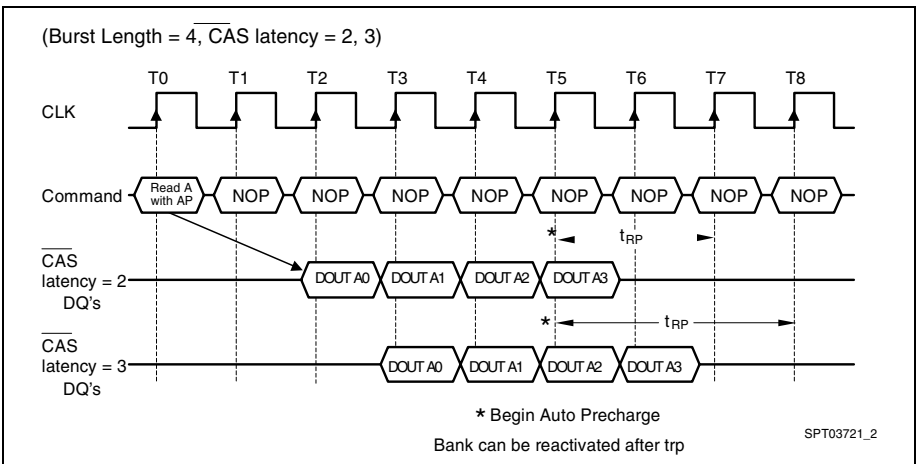 (Burst Length = 4, CAS latency = 2, 3)
T0 T1 T2 T3 T4 T5 T6 T7 T8
CLK
Command Read A with AP NOP NOP NOP NOP NOP NOP NOP NOP
* tRP
CAS
latency = 2
DQ's
DOUT A0 DOUT A1 DOUT A2 DOUT A3
* tRP
CAS
latency = 3
DQ's
DOUT A0 DOUT A1 DOUT A2 DOUT A3
* Begin Auto Precharge
Bank can be reactivated after trp
SPT03721_2